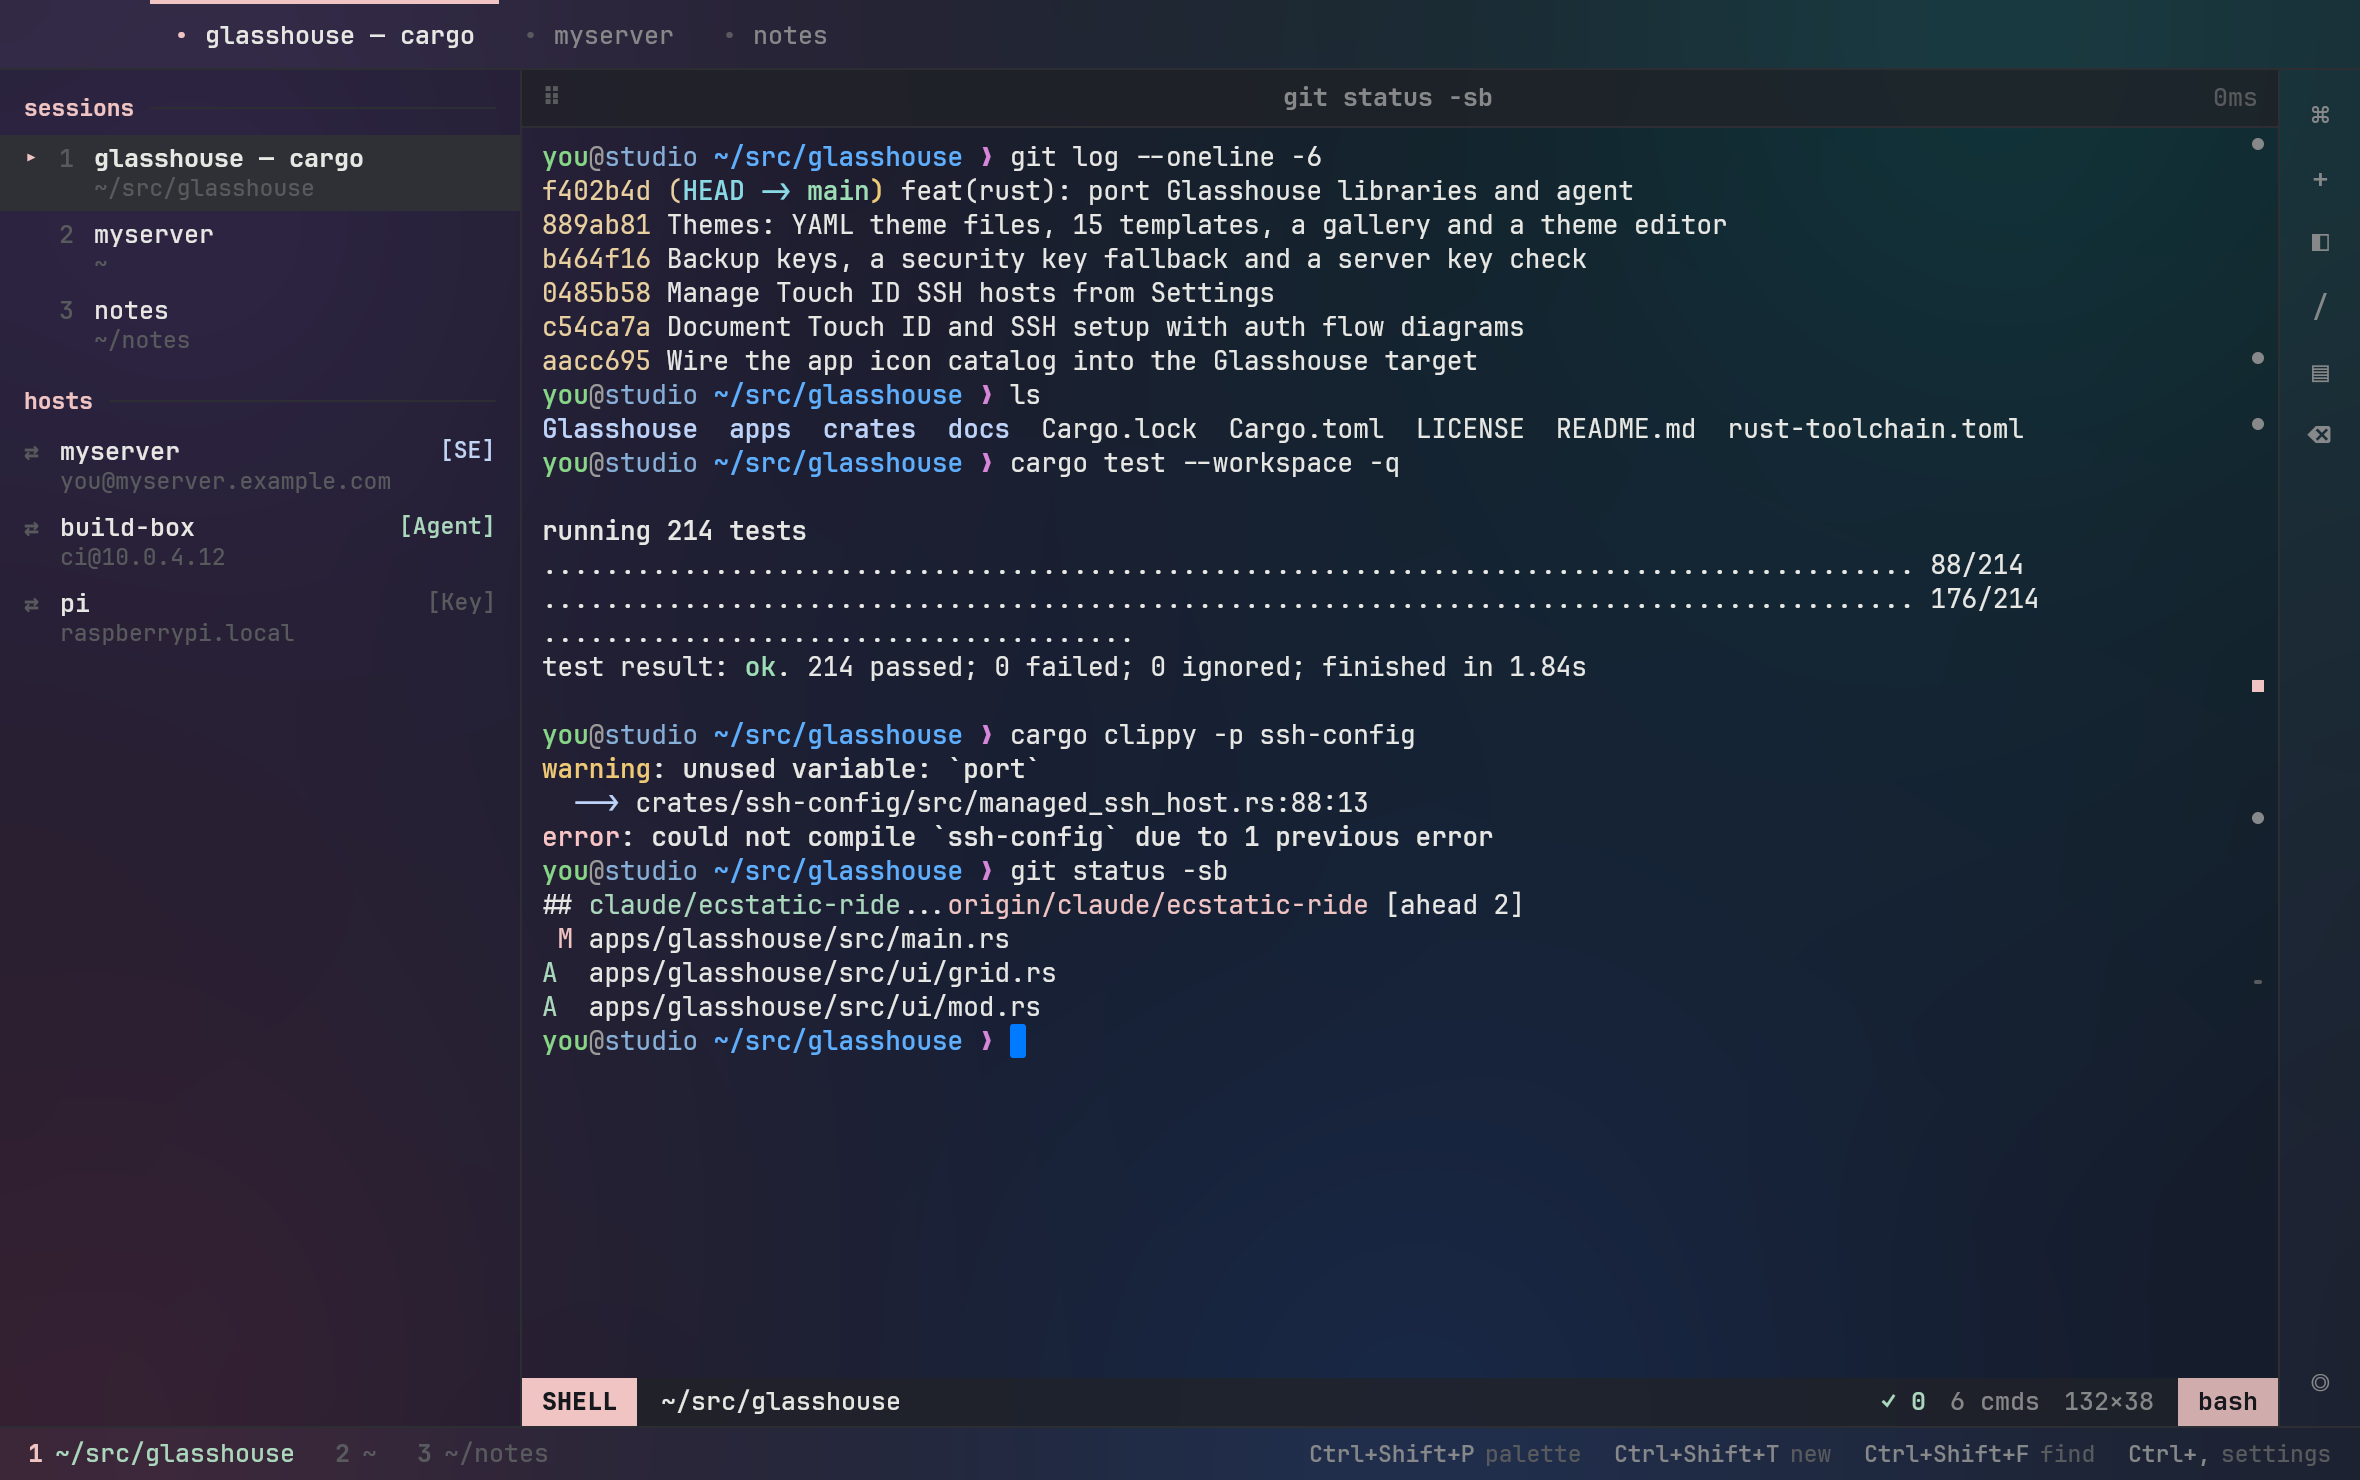 • glasshouse — cargo • myserver • notes
sessions
▸ 1 glasshouse — cargo
~/src/glasshouse
2 myserver
~
3 notes
~/notes
hosts
⇄ myserver [SE]
you@myserver.example.com
⇄ build-box [Agent]
ci@10.0.4.12
⇄ pi [Key]
raspberrypi.local
git status -sb 0ms
you@studio ~/src/glasshouse ❯ git log --oneline -6
f402b4d (HEAD -> main) feat(rust): port Glasshouse libraries and agent
889ab81 Themes: YAML theme files, 15 templates, a gallery and a theme editor
b464f16 Backup keys, a security key fallback and a server key check
0485b58 Manage Touch ID SSH hosts from Settings
c54ca7a Document Touch ID and SSH setup with auth flow diagrams
aacc695 Wire the app icon catalog into the Glasshouse target
you@studio ~/src/glasshouse ❯ ls
Glasshouse  apps  crates  docs  Cargo.lock  Cargo.toml  LICENSE  README.md  rust-toolchain.toml
you@studio ~/src/glasshouse ❯ cargo test --workspace -q
running 214 tests
........................................................................................ 88/214
........................................................................................ 176/214
......................................
test result: ok. 214 passed; 0 failed; 0 ignored; finished in 1.84s
you@studio ~/src/glasshouse ❯ cargo clippy -p ssh-config
warning: unused variable: `port`
  --> crates/ssh-config/src/managed_ssh_host.rs:88:13
error: could not compile `ssh-config` due to 1 previous error
you@studio ~/src/glasshouse ❯ git status -sb
## claude/ecstatic-ride...origin/claude/ecstatic-ride [ahead 2]
 M apps/glasshouse/src/main.rs
A  apps/glasshouse/src/ui/grid.rs
A  apps/glasshouse/src/ui/mod.rs
you@studio ~/src/glasshouse ❯
SHELL ~/src/glasshouse ✓ 0 6 cmds 132×38 bash
1 ~/src/glasshouse 2 ~ 3 ~/notes Ctrl+Shift+P palette Ctrl+Shift+T new Ctrl+Shift+F find Ctrl+, settings